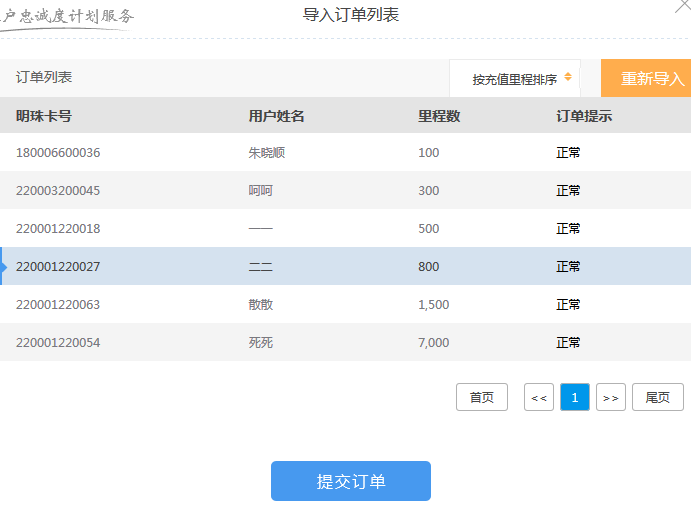 户忠诚度计划服务
导入订单列表
订单列表
按充值里程排序
重新导入
明珠卡号 用户姓名 里程数 订单提示
180006600036 朱晓顺 100 正常
220003200045 呵呵 300 正常
220001220018 一一 500 正常
220001220027 二二 800 正常
220001220063 散散 1,500 正常
220001220054 死死 7,000 正常
首页 << 1 >> 尾页
提交订单